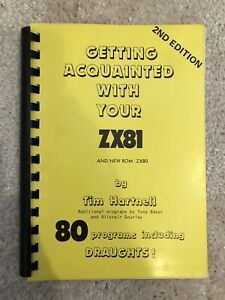 2ND EDITION
GETTING
ACQUAINTED
WITH
YOUR
ZX81
AND NEW ROM ZX80
by
Tim Hartnell
Additional programs by Tony Baker
and Alistair Gourlay
80 programs including
DRAUGHTS!